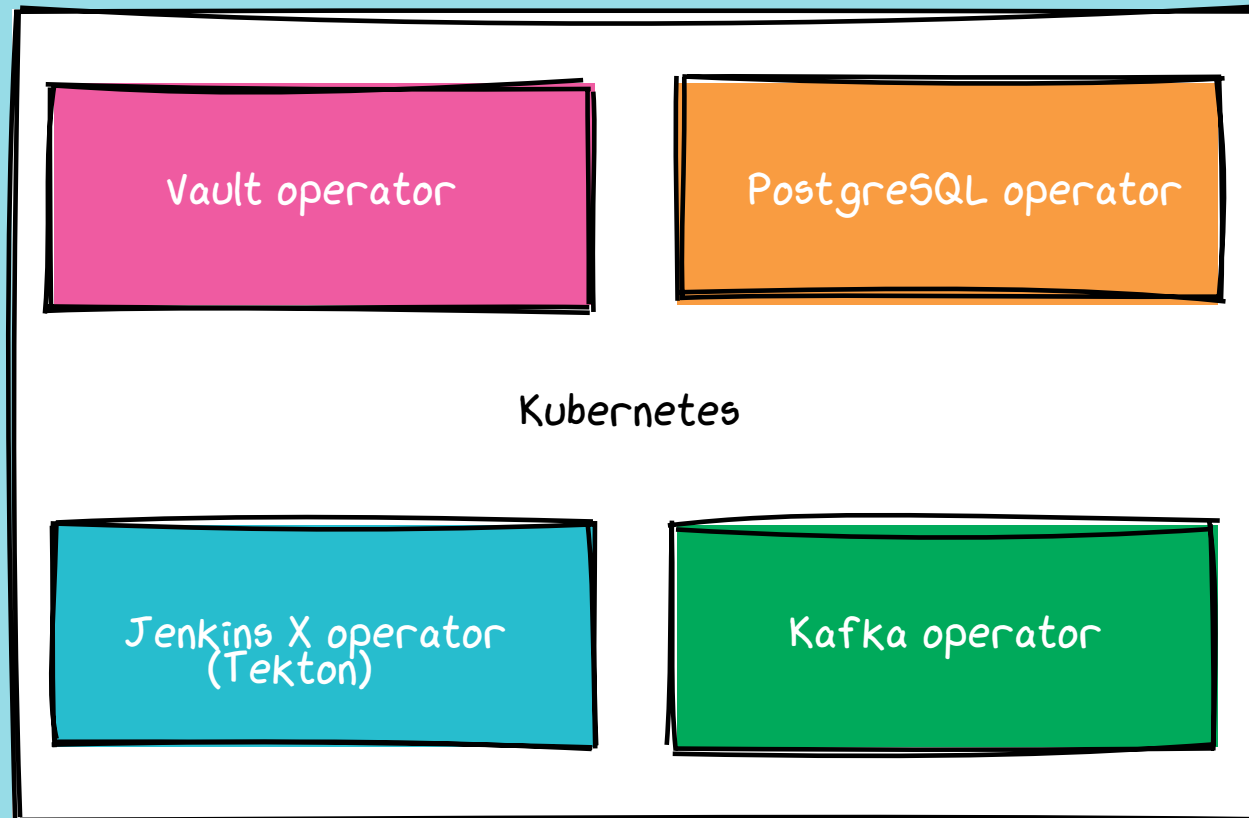 Vault operator
PostgreSQL operator
Kubernetes
Jenkins X operator
(Tekton)
Kafka operator